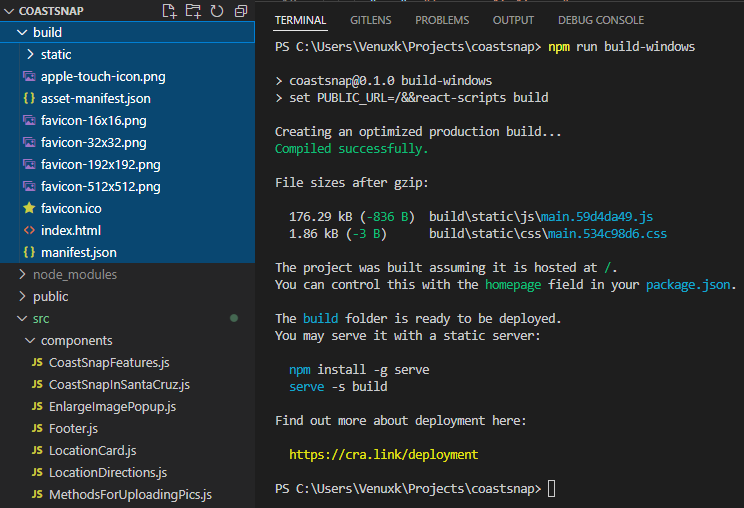 COASTSNAP
build
static
apple-touch-icon.png
{} asset-manifest.json
favicon-16x16.png
favicon-32x32.png
favicon-192x192.png
favicon-512x512.png
favicon.ico
<> index.html
{} manifest.json
node_modules
public
src
components
JS CoastSnapFeatures.js
JS CoastSnapInSantaCruz.js
JS EnlargeImagePopup.js
JS Footer.js
JS LocationCard.js
JS LocationDirections.js
JS MethodsForUploadingPics.js
TERMINAL GITLENS PROBLEMS OUTPUT DEBUG CONSOLE
PS C:\Users\Venuxk\Projects\coastsnap> npm run build-windows
> coastsnap@0.1.0 build-windows
> set PUBLIC_URL=/&&react-scripts build
Creating an optimized production build...
Compiled successfully.
File sizes after gzip:
176.29 kB (-836 B) build\static\js\main.59d4da49.js
1.86 kB (-3 B) build\static\css\main.534c98d6.css
The project was built assuming it is hosted at /.
You can control this with the homepage field in your package.json.
The build folder is ready to be deployed.
You may serve it with a static server:
npm install -g serve
serve -s build
Find out more about deployment here:
https://cra.link/deployment
PS C:\Users\Venuxk\Projects\coastsnap>